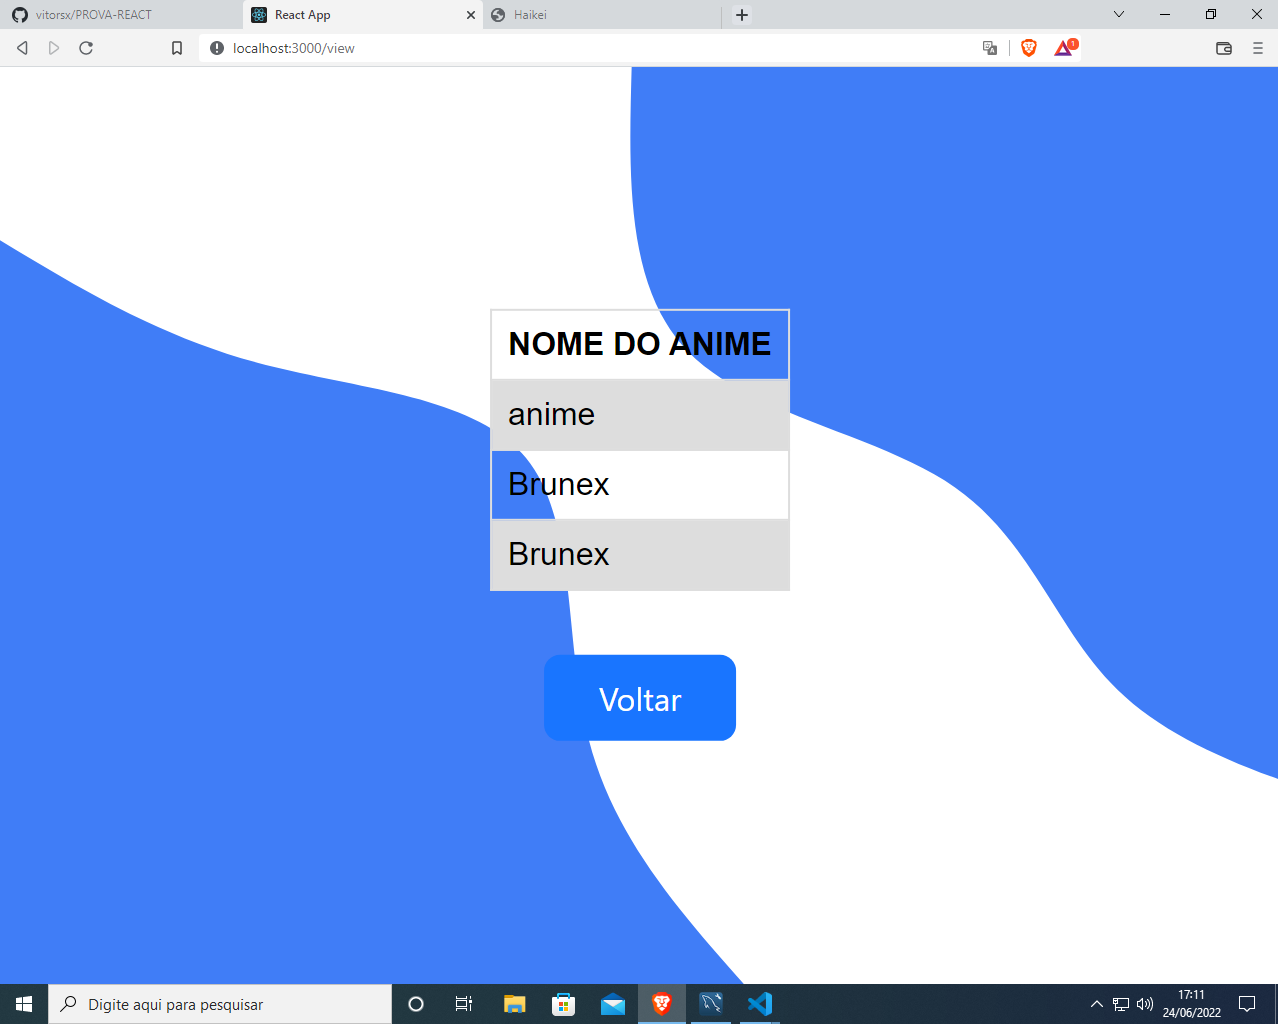 vitorsx/PROVA-REACT
React App
Haikei
localhost:3000/view
1
NOME DO ANIME
anime
Brunex
Brunex
Voltar
Digite aqui para pesquisar
17:11
24/06/2022